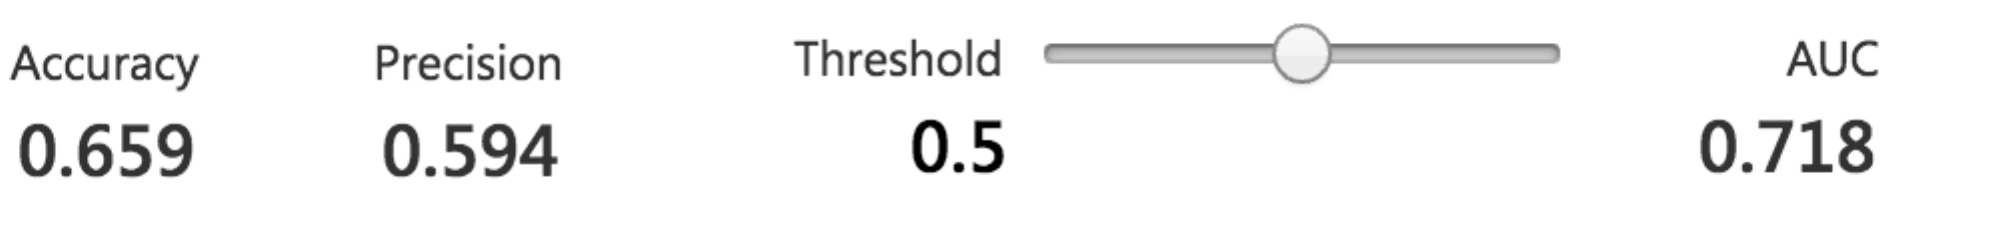 Accuracy Precision Threshold AUC
0.659 0.594 0.5 0.718